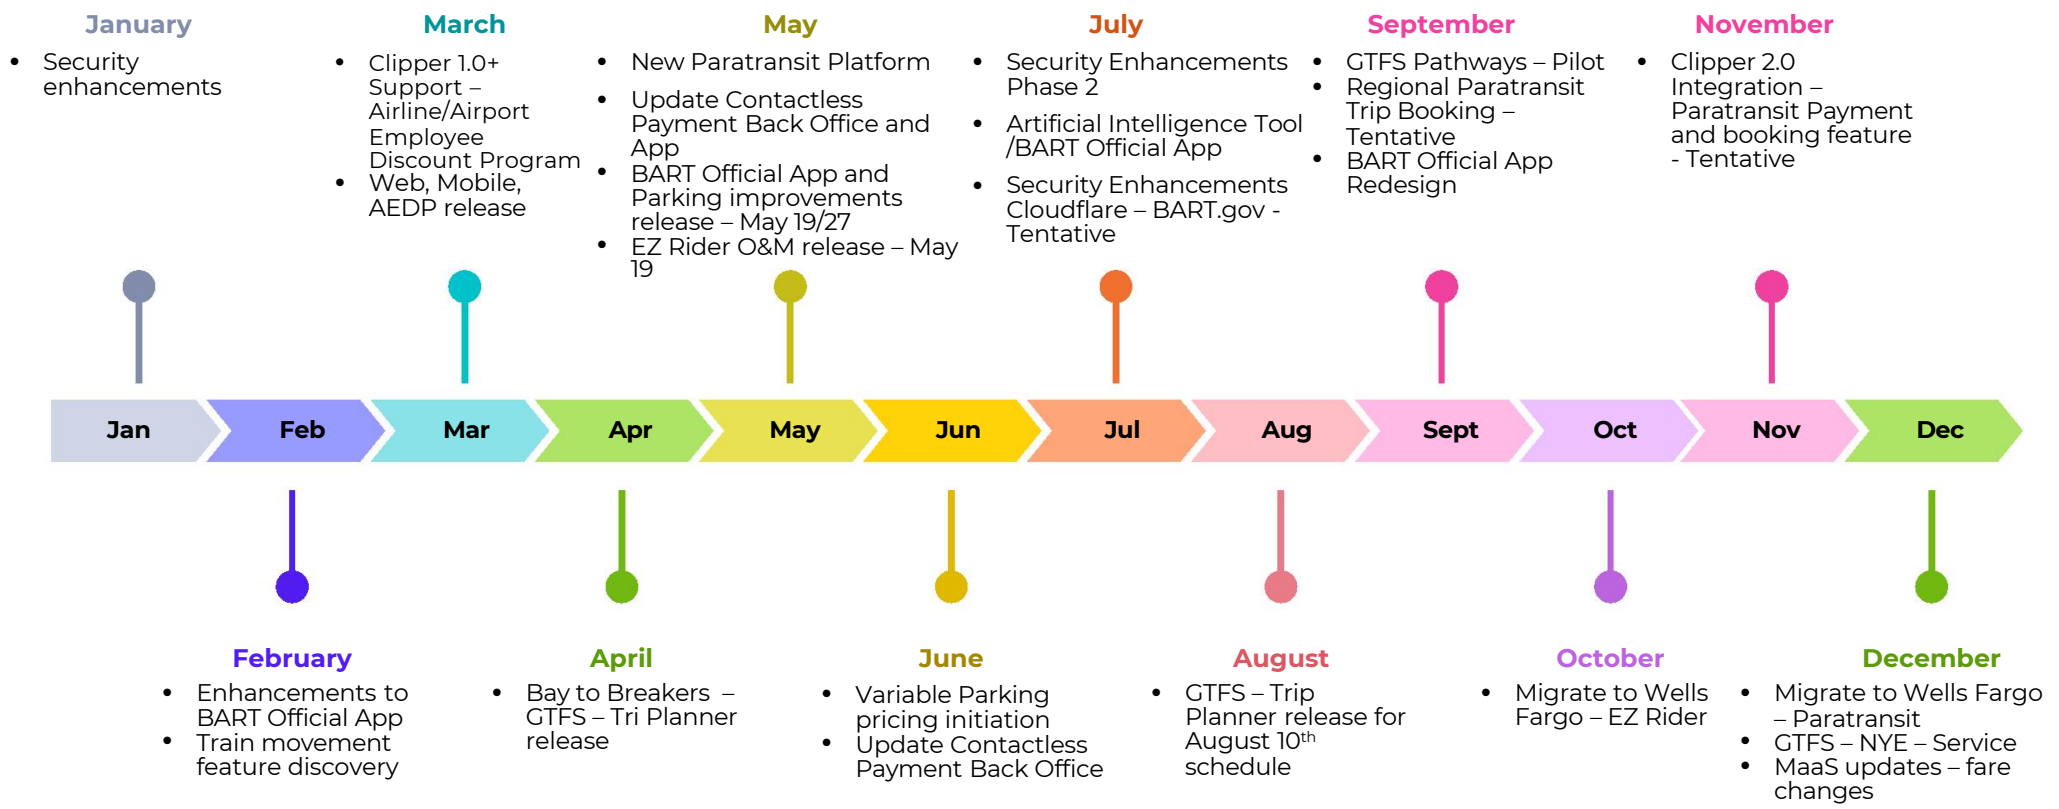 January
• Security
enhancements
March
• Clipper 1.0+
Support –
Airline/Airport
Employee
Discount Program
• Web, Mobile,
AEDP release
May
• New Paratransit Platform
• Update Contactless
Payment Back Office and
App
• BART Official App and
Parking improvements
release – May 19/27
• EZ Rider O&M release – May
19
July
• Security Enhancements
Phase 2
• Artificial Intelligence Tool
/BART Official App
• Security Enhancements
Cloudflare – BART.gov -
Tentative
September
• GTFS Pathways – Pilot
• Regional Paratransit
Trip Booking –
Tentative
• BART Official App
Redesign
November
• Clipper 2.0
Integration –
Paratransit Payment
and booking feature
- Tentative
Jan
Feb
Mar
Apr
May
Jun
Jul
Aug
Sept
Oct
Nov
Dec
February
• Enhancements to
BART Official App
• Train movement
feature discovery
April
• Bay to Breakers –
GTFS – Tri Planner
release
June
• Variable Parking
pricing initiation
• Update Contactless
Payment Back Office
August
• GTFS – Trip
Planner release for
August 10th
schedule
October
• Migrate to Wells
Fargo – EZ Rider
December
• Migrate to Wells Fargo
– Paratransit
• GTFS – NYE – Service
• MaaS updates – fare
changes